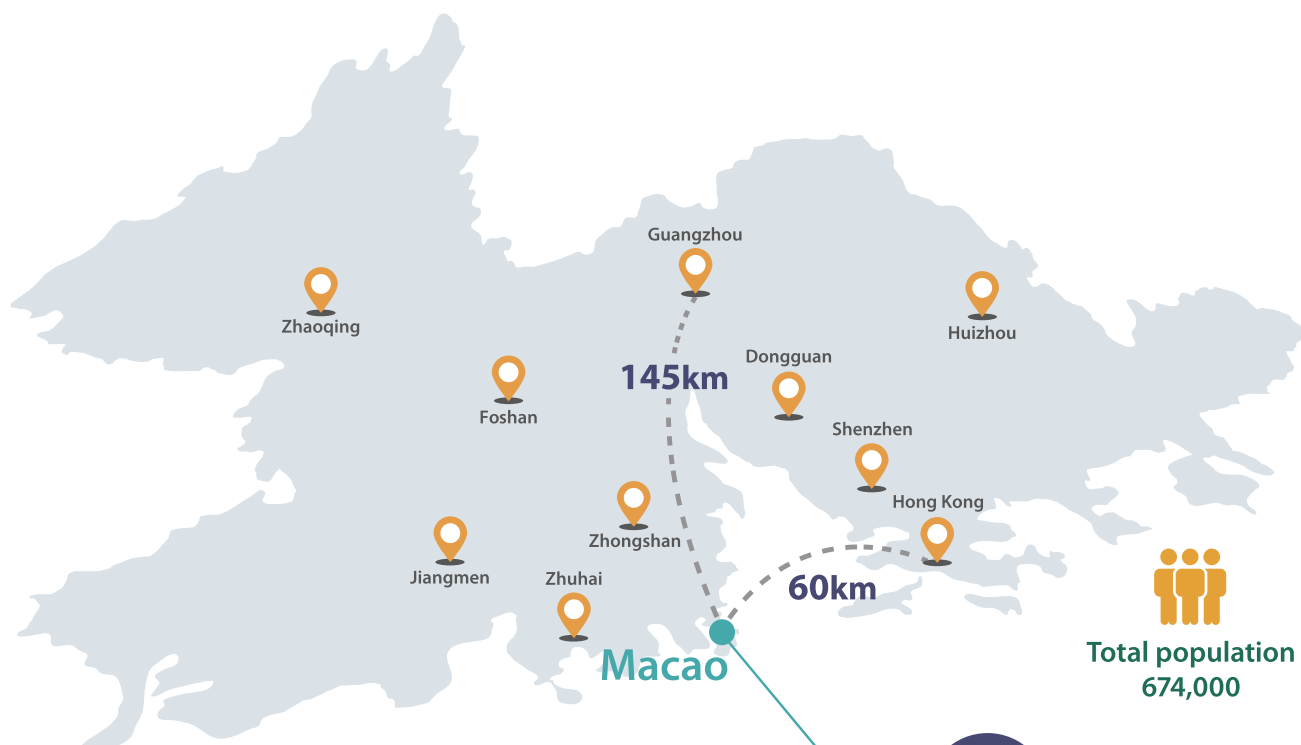 Guangzhou
Zhaoqing
Huizhou
145km
Dongguan
Foshan
Shenzhen
Hong Kong
Zhongshan
Jiangmen
Zhuhai
60km
Macao
Total population
674,000